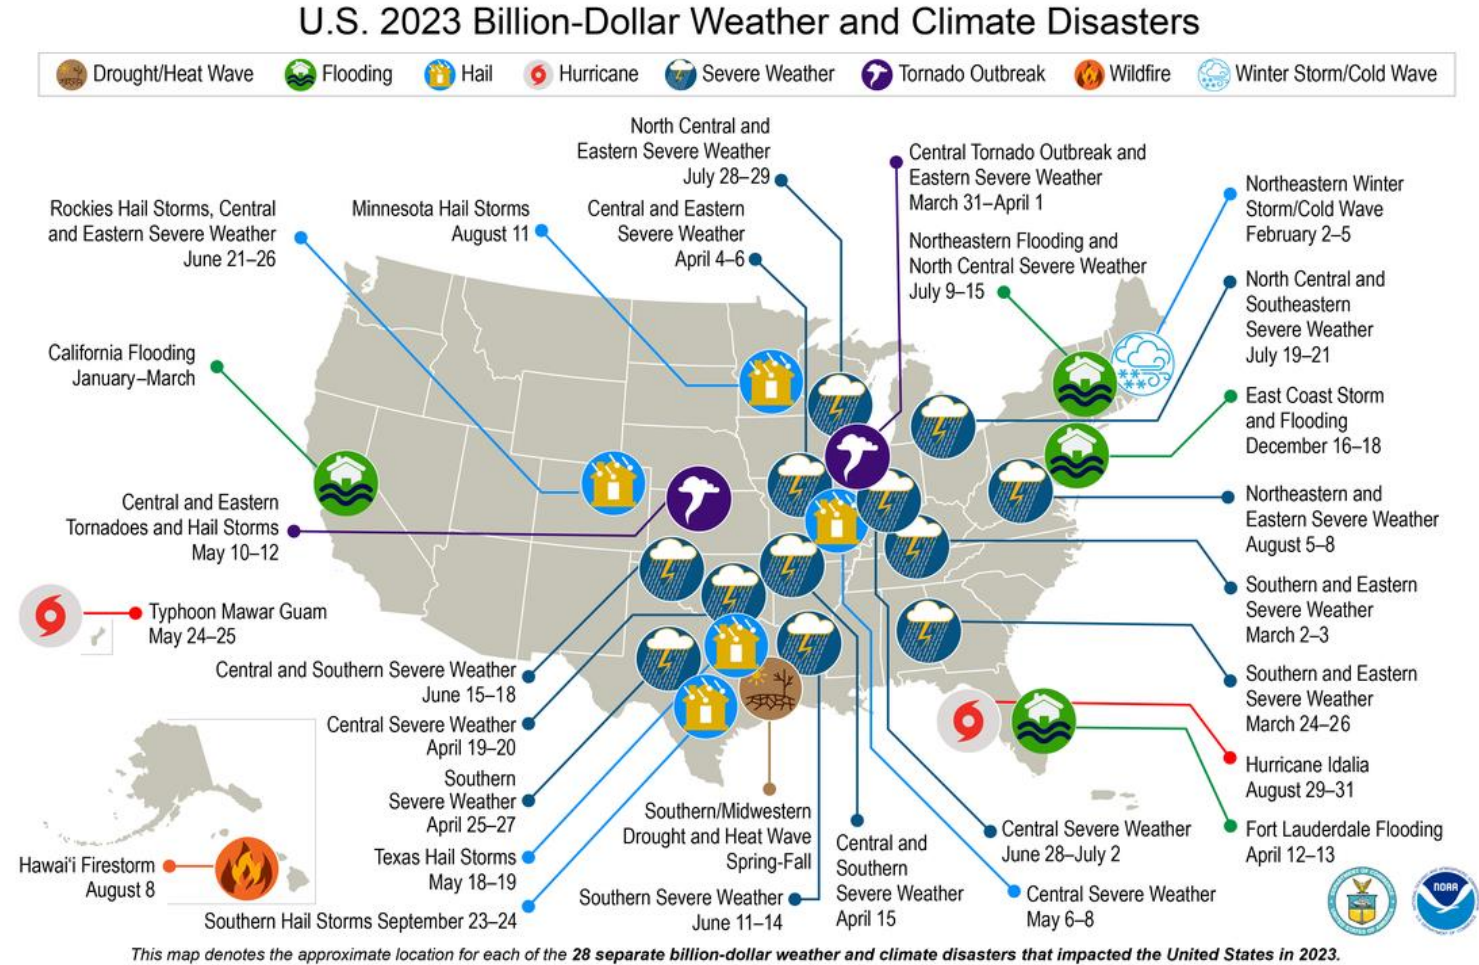 U.S. 2023 Billion-Dollar Weather and Climate Disasters
Drought/Heat Wave
Flooding
Hail
Hurricane
Severe Weather
Tornado Outbreak
Wildfire
Winter Storm/Cold Wave
North Central and
Eastern Severe Weather
July 28–29
Central Tornado Outbreak and
Eastern Severe Weather
March 31–April 1
Northeastern Winter
Storm/Cold Wave
February 2–5
Rockies Hail Storms, Central
and Eastern Severe Weather
June 21–26
Minnesota Hail Storms
August 11
Central and Eastern
Severe Weather
April 4–6
Northeastern Flooding and
North Central Severe Weather
July 9–15
North Central and
Southeastern
Severe Weather
July 19–21
California Flooding
January–March
East Coast Storm
and Flooding
December 16–18
Central and Eastern
Tornadoes and Hail Storms
May 10–12
Northeastern and
Eastern Severe Weather
August 5–8
Southern and Eastern
Severe Weather
March 2–3
Typhoon Mawar Guam
May 24–25
Central and Southern Severe Weather
June 15–18
Southern and Eastern
Severe Weather
March 24–26
Central Severe Weather
April 19–20
Southern
Severe Weather
April 25–27
Hurricane Idalia
August 29–31
Texas Hail Storms
May 18–19
Southern/Midwestern
Drought and Heat Wave
Spring-Fall
Central and
Southern
Severe Weather
April 15
Central Severe Weather
June 28–July 2
Fort Lauderdale Flooding
April 12–13
Hawai‘i Firestorm
August 8
Southern Hail Storms September 23–24
Southern Severe Weather
June 11–14
Central Severe Weather
May 6–8
NOAA
This map denotes the approximate location for each of the 28 separate billion-dollar weather and climate disasters that impacted the United States in 2023.